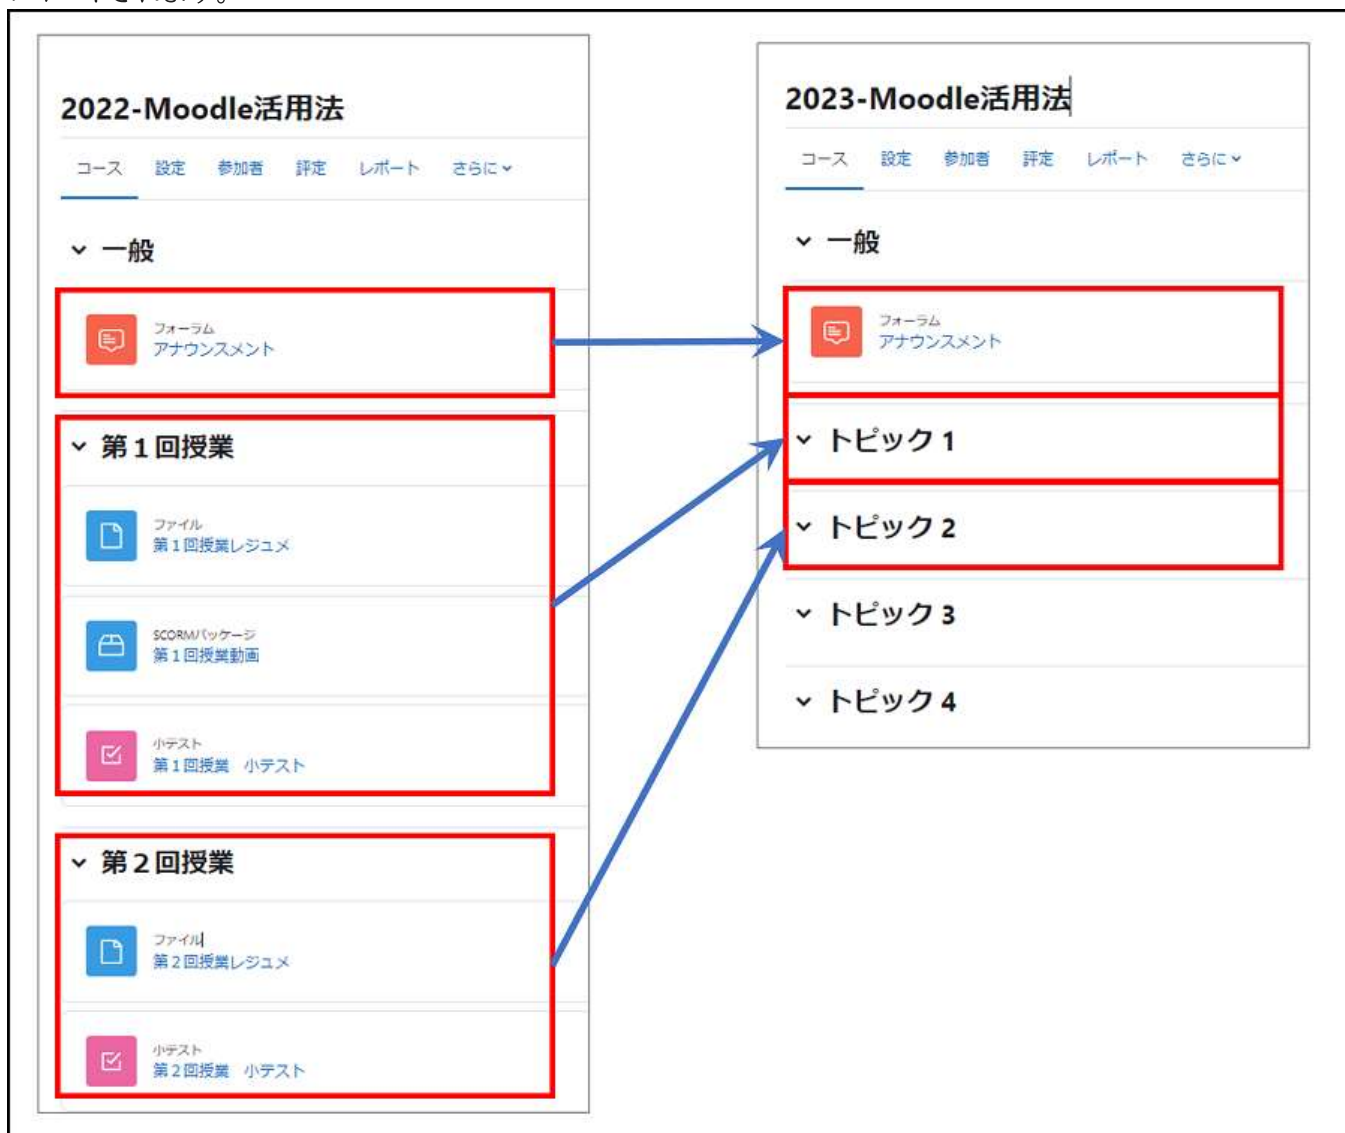 2022-Moodle活用法
コース 設定 参加者 評定 レポート さらに
一般
フォーラム
アナウンスメント
第１回授業
ファイル
第１回授業レジュメ
SCORMパッケージ
第１回授業動画
小テスト
第１回授業　小テスト
第２回授業
ファイル
第２回授業レジュメ
小テスト
第２回授業　小テスト
2023-Moodle活用法
コース 設定 参加者 評定 レポート さらに
一般
フォーラム
アナウンスメント
トピック 1
トピック 2
トピック 3
トピック 4